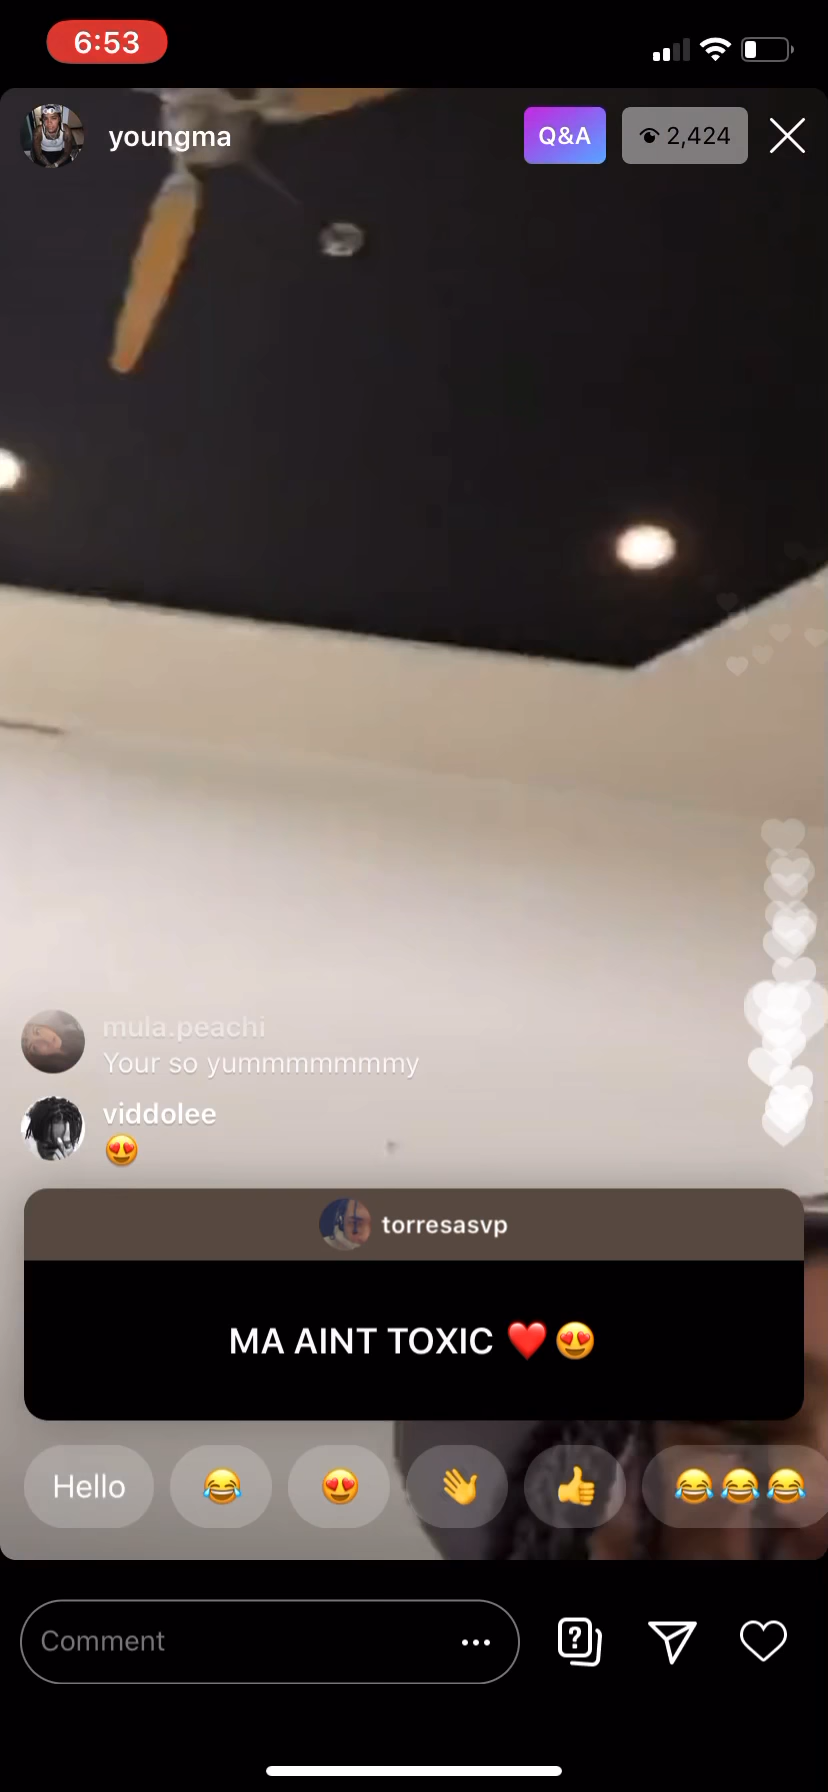 6:53
youngma
Q&A
2,424
mula.peachi
Your so yummmmmmmy
viddolee
😍
torresasvp
MA AINT TOXIC ❤️😍
Hello 😂 😍 👋 👍 😂😂😂
Comment